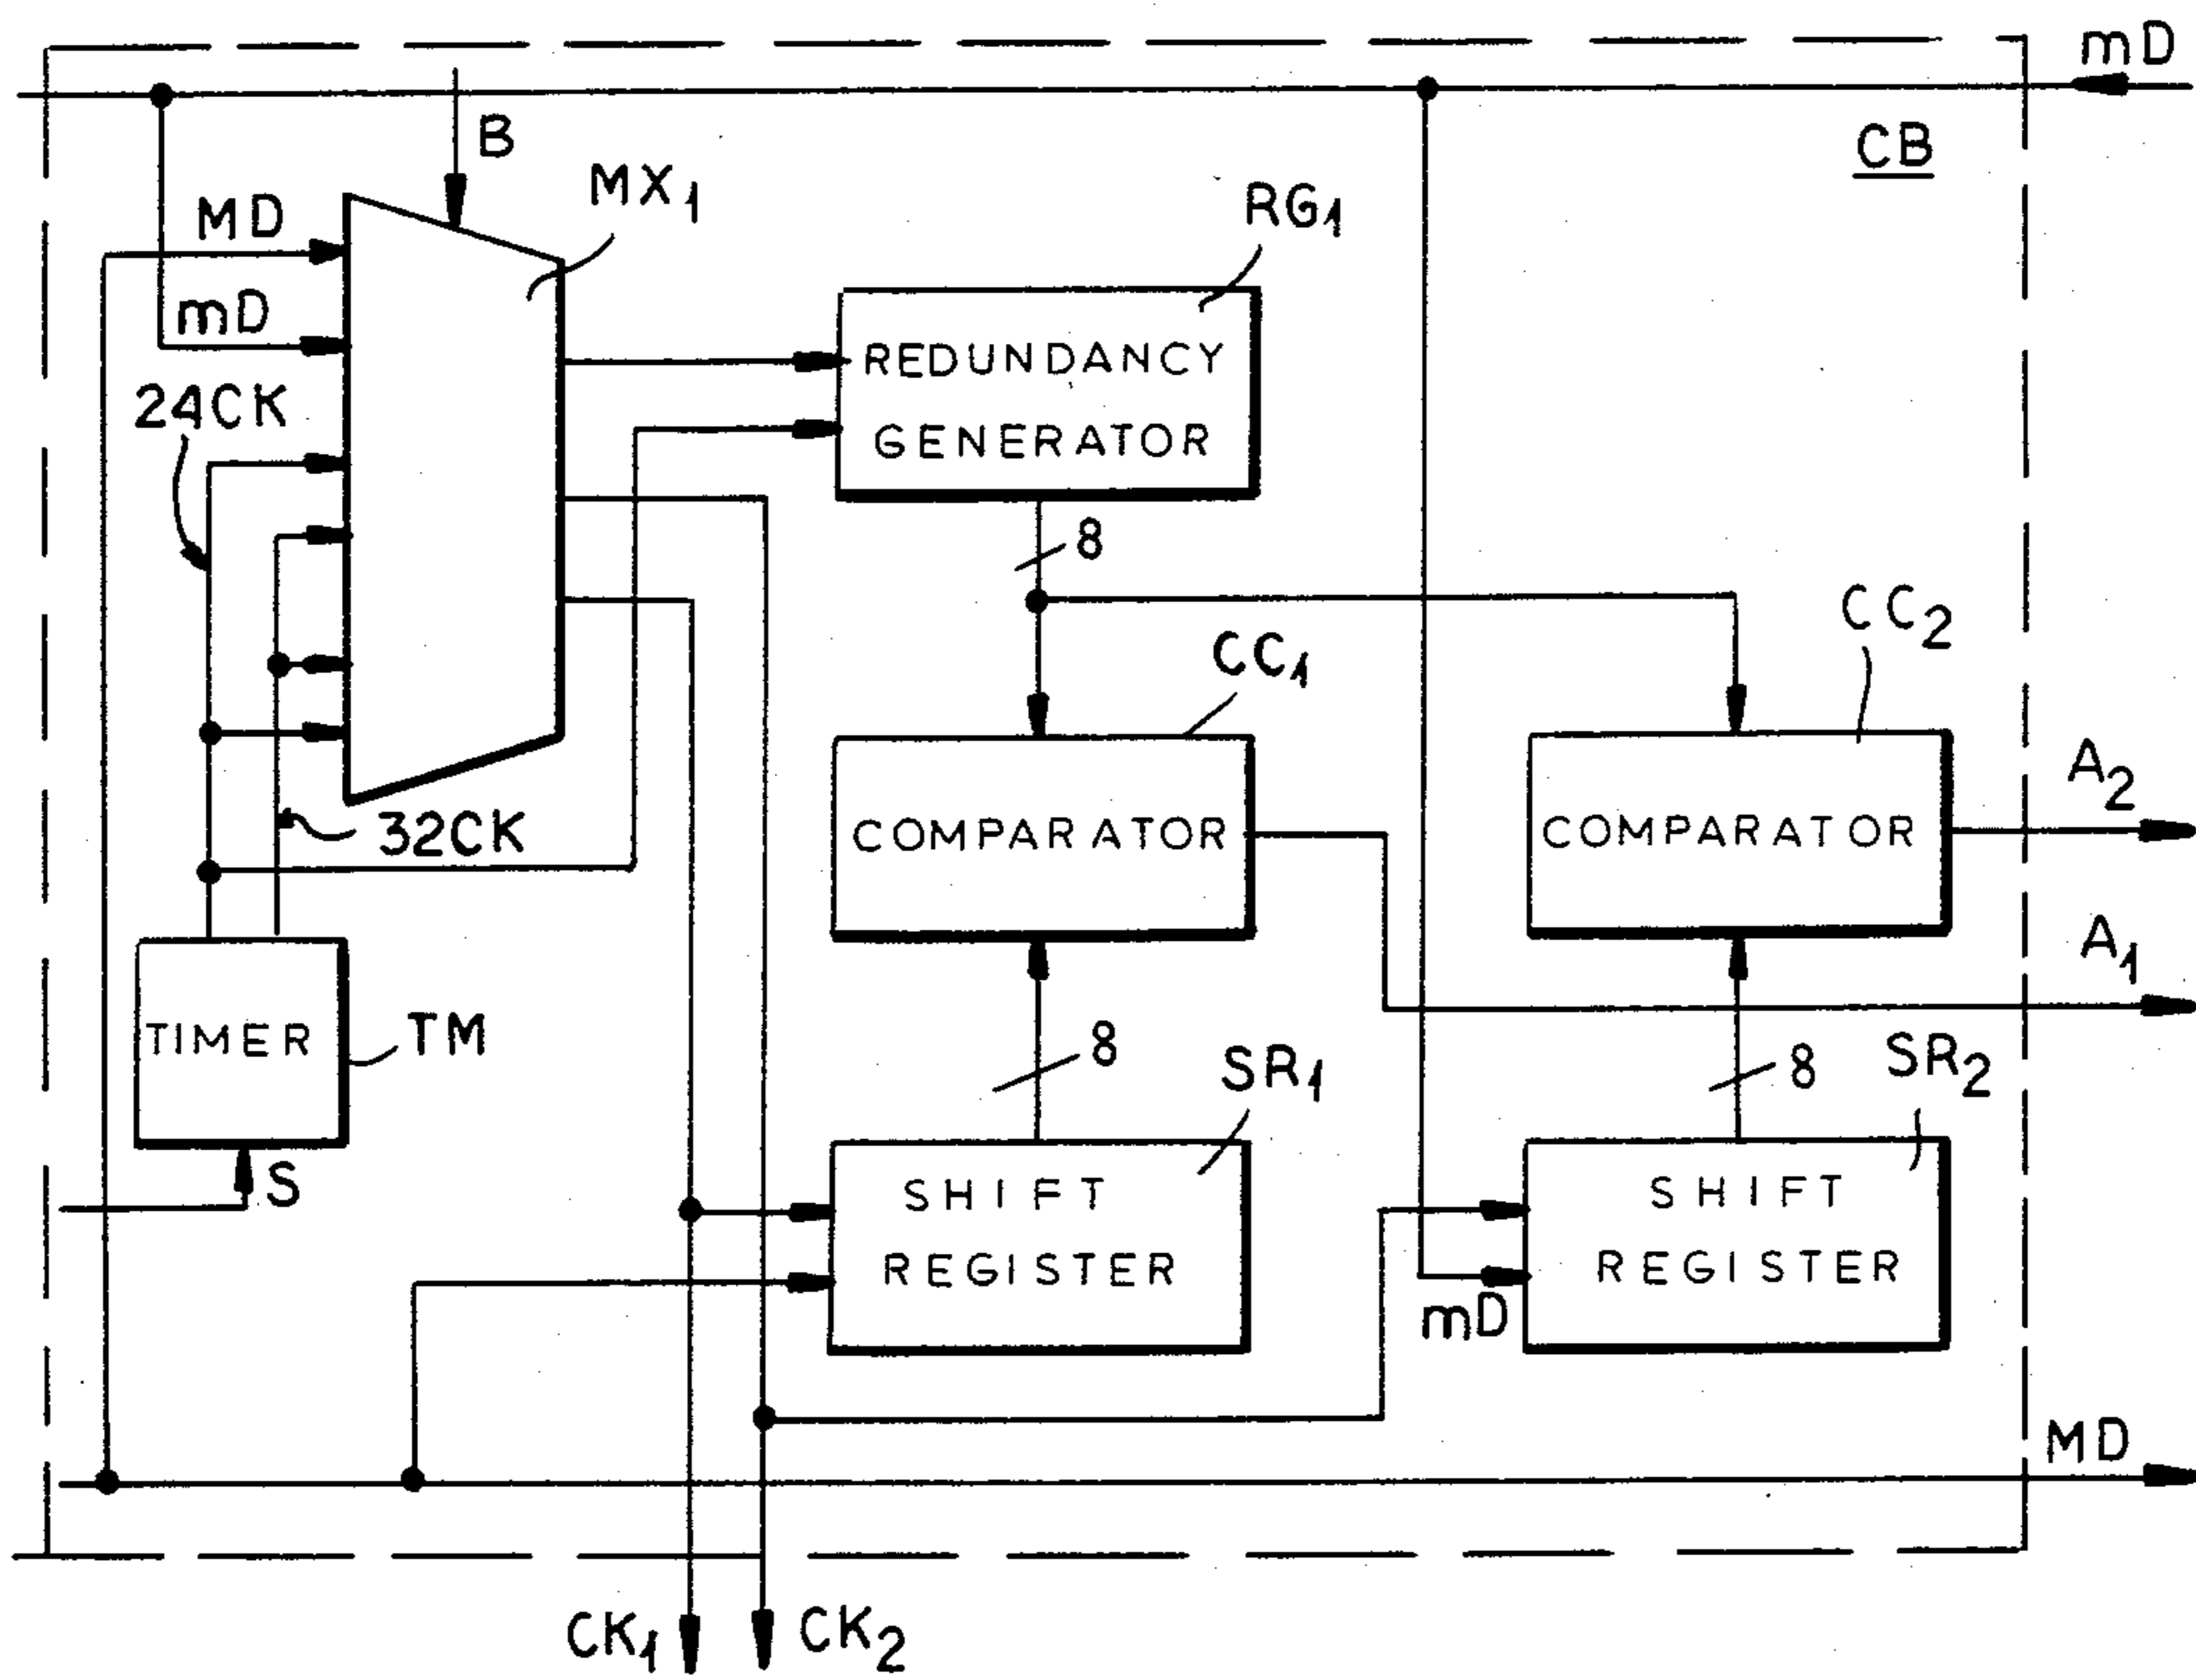 mD
CB
B
MX1
RG1
MD
mD
24CK
REDUNDANCY
GENERATOR
8
CC1
CC2
32CK
COMPARATOR
COMPARATOR
A2
A1
TIMER
TM
8
SR1
8
SR2
S
SHIFT
REGISTER
SHIFT
REGISTER
mD
MD
CK1
CK2